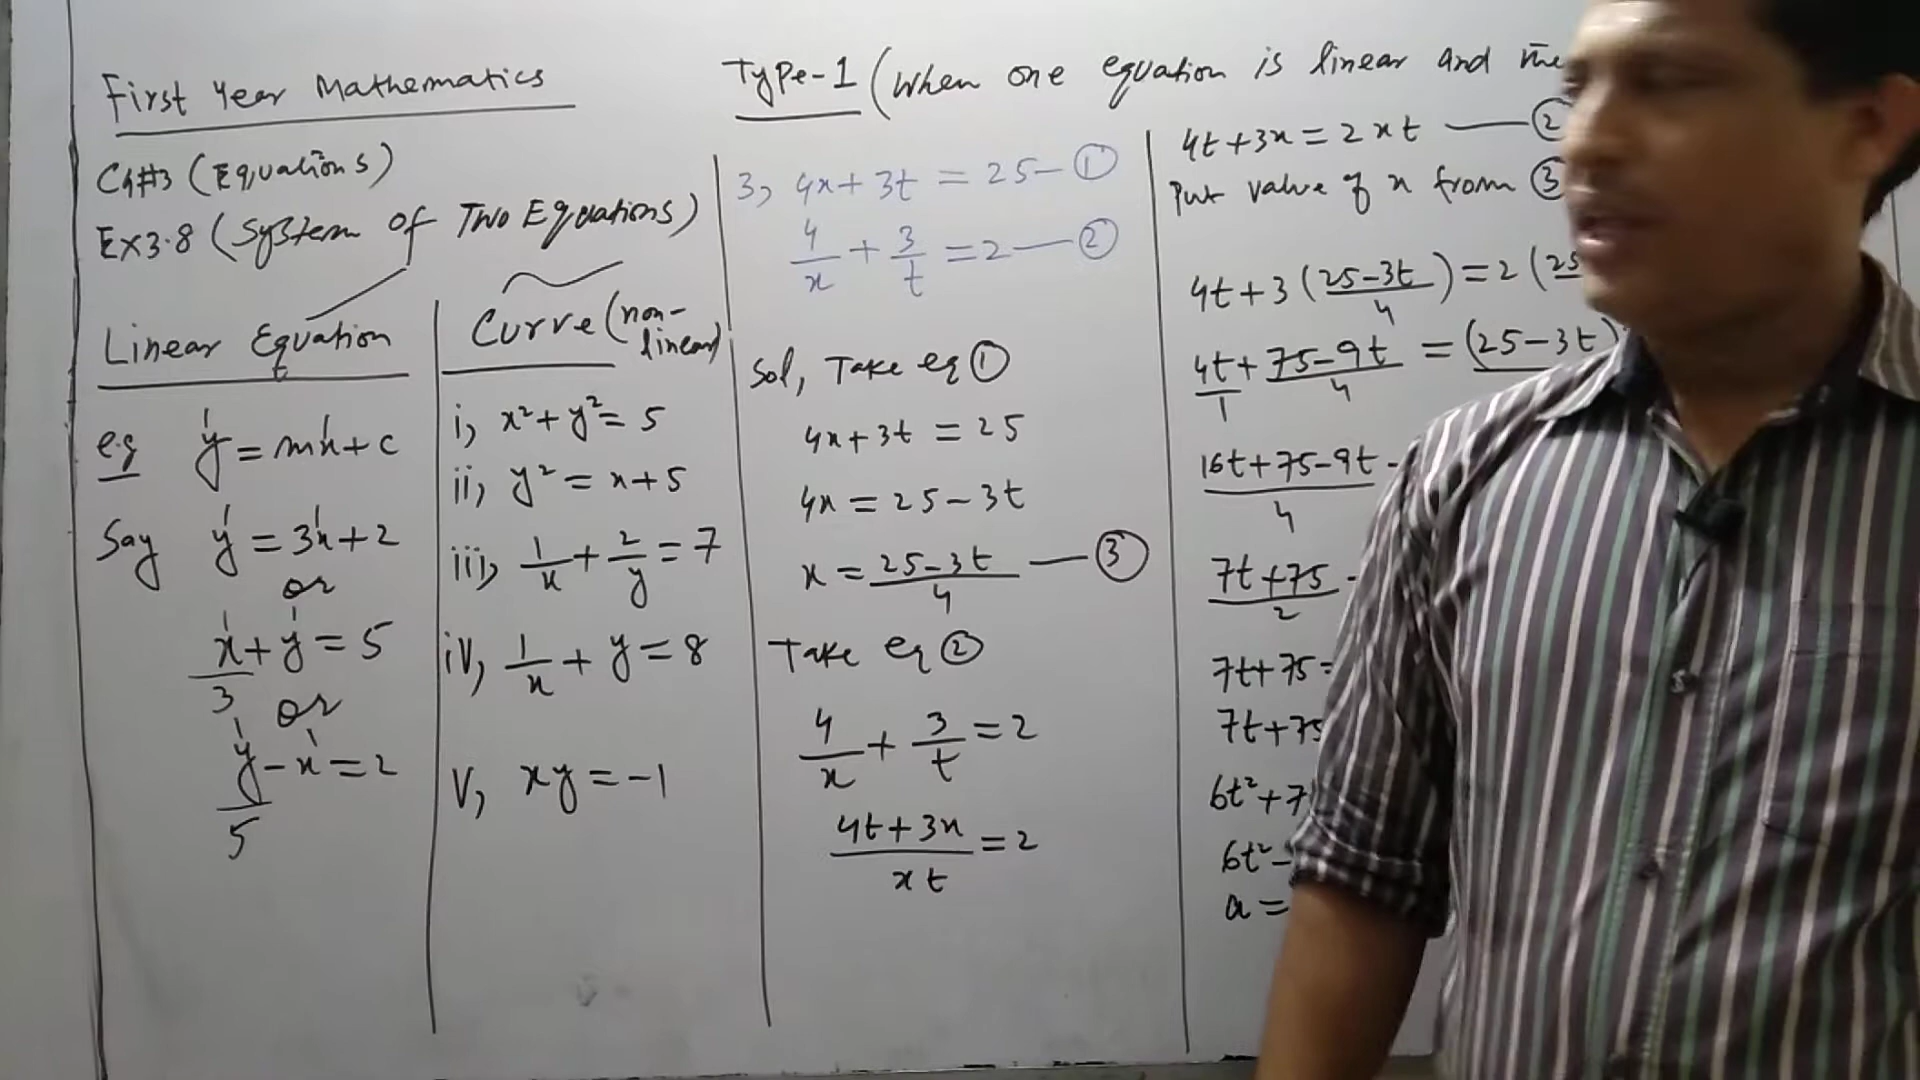 First Year Mathematics
Ch#3 (Equations)
EX3.8 (System of Two Equations)
Linear Equation
e.g y = mx + c
Say y = 3x + 2
or
x/3 + y = 5
or
y/5 - x = 2
Curve (non-linear)
i, x² + y² = 5
ii, y² = x + 5
iii, 1/x + 2/y = 7
iv, 1/x + y = 8
v, xy = -1
Type-1 (When one equation is linear and the
3, 4x + 3t = 25 — ①
4/x + 3/t = 2 — ②
Sol, Take eq ①
4x + 3t = 25
4x = 25 - 3t
x = (25 - 3t)/4 — ③
Take eq ②
4/x + 3/t = 2
(4t + 3x)/xt = 2
4t + 3x = 2xt — ②
Put value of x from ③
4t + 3((25 - 3t)/4) = 2(25
4t/1 + (75 - 9t)/4 = (25 - 3t)
(16t + 75 - 9t)/4
(7t + 75)/2
7t + 75 =
7t + 75
6t² + 7
6t² -
a =